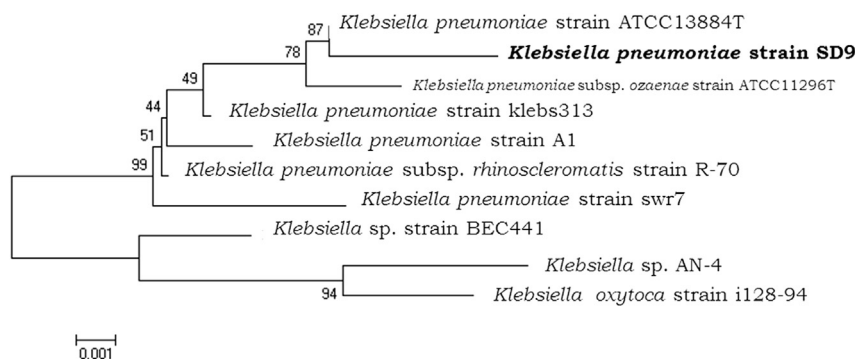 87
Klebsiella pneumoniae strain ATCC13884T
78
Klebsiella pneumoniae strain SD9
49
Klebsiella pneumoniae subsp. ozaenae strain ATCC11296T
44
Klebsiella pneumoniae strain klebs313
51
Klebsiella pneumoniae strain A1
99
Klebsiella pneumoniae subsp. rhinoscleromatis strain R-70
Klebsiella pneumoniae strain swr7
Klebsiella sp. strain BEC441
Klebsiella sp. AN-4
94
Klebsiella oxytoca strain i128-94
0.001